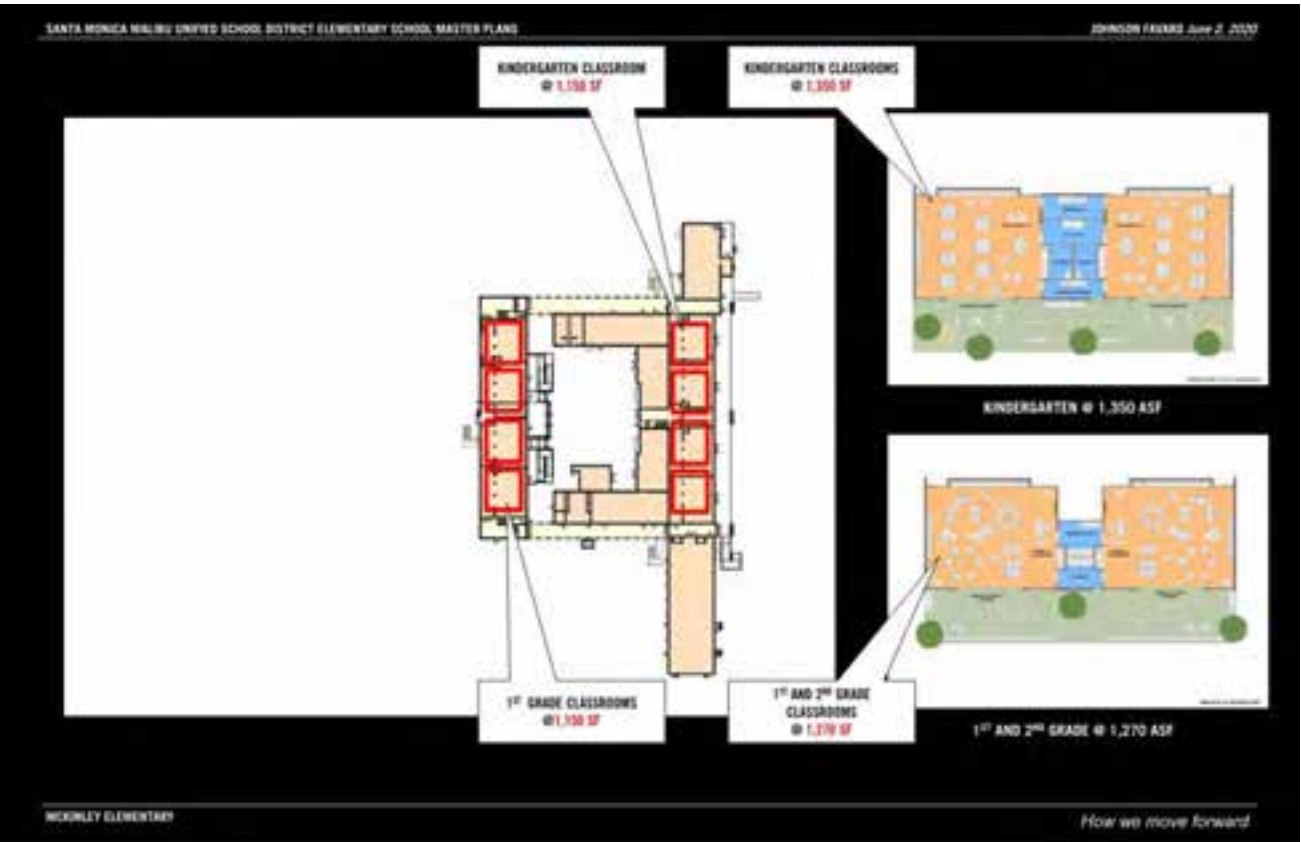 SANTA MONICA MALIBU UNIFIED SCHOOL DISTRICT ELEMENTARY SCHOOL MASTER PLANS
JOHNSON FAVARO June 2, 2020
KINDERGARTEN CLASSROOM
@ 1,150 SF
KINDERGARTEN CLASSROOMS
@ 1,350 SF
KINDERGARTEN @ 1,350 ASF
1ST GRADE CLASSROOMS
@1,150 SF
1ST AND 2ND GRADE
CLASSROOMS
@ 1,270 SF
1ST AND 2ND GRADE @ 1,270 ASF
MCKINLEY ELEMENTARY
How we move forward